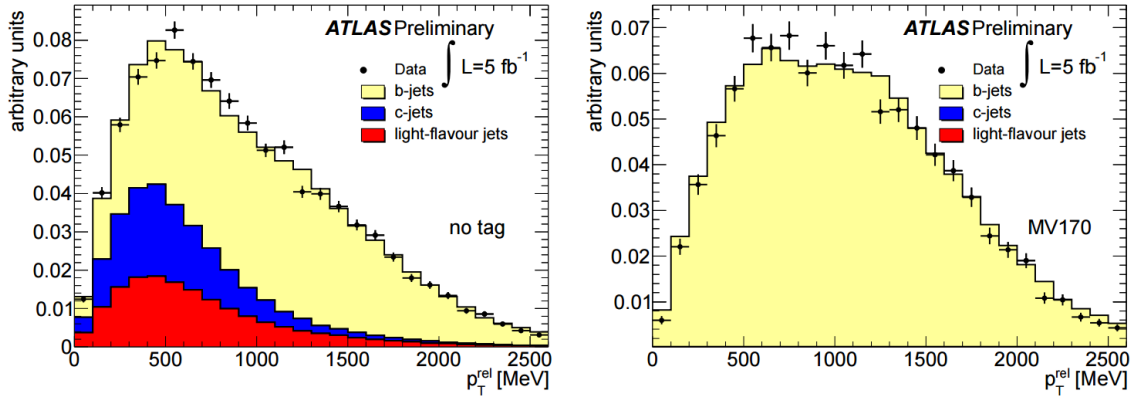 arbitrary units
0.08
0.07
0.06
0.05
0.04
0.03
0.02
0.01
0
ATLAS Preliminary
∫ L=5 fb⁻¹
Data
b-jets
c-jets
light-flavour jets
no tag
0 500 1000 1500 2000 2500
p_T^rel [MeV]
arbitrary units
0.07
0.06
0.05
0.04
0.03
0.02
0.01
ATLAS Preliminary
∫ L=5 fb⁻¹
Data
b-jets
c-jets
light-flavour jets
MV170
0 500 1000 1500 2000 2500
p_T^rel [MeV]